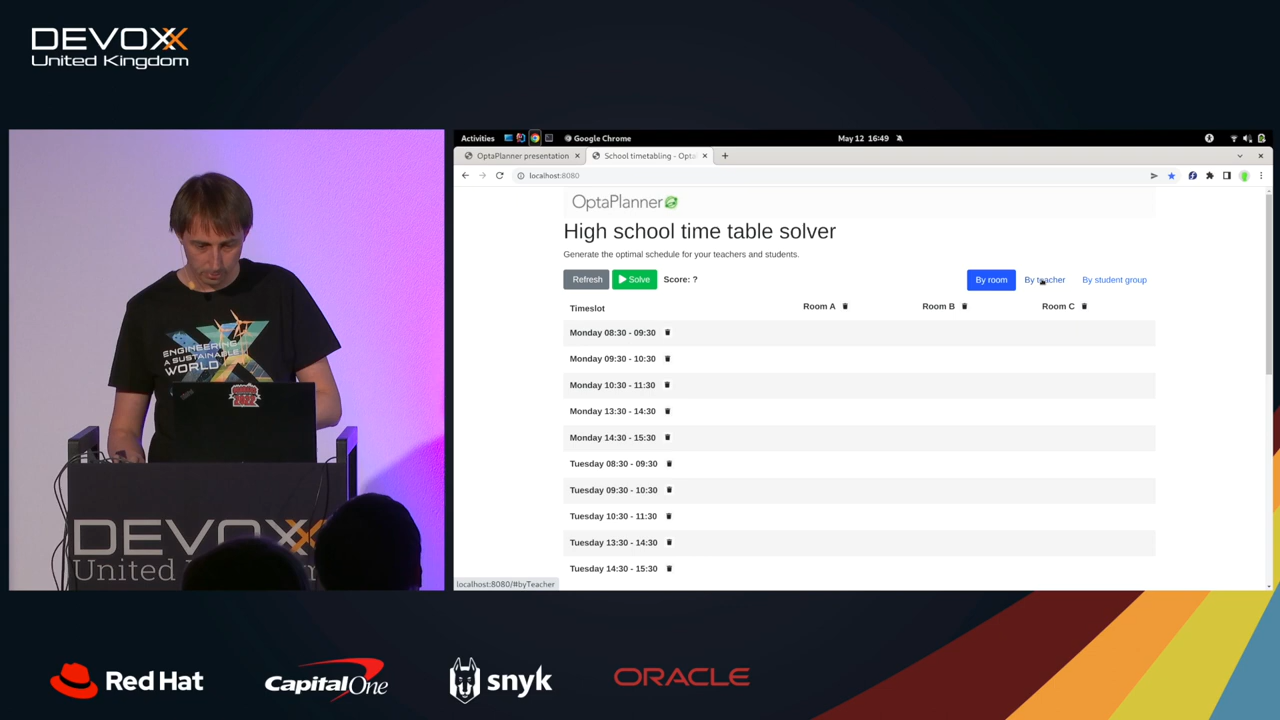 DEVOXX
United Kingdom
Activities
Google Chrome
May 12 16:49
OptaPlanner presentation
School timetabling - Opta
localhost:8080
OptaPlanner
High school time table solver
Generate the optimal schedule for your teachers and students.
Refresh
Solve
Score: ?
By room
By teacher
By student group
Timeslot
Room A
Room B
Room C
Monday 08:30 - 09:30
Monday 09:30 - 10:30
Monday 10:30 - 11:30
Monday 13:30 - 14:30
Monday 14:30 - 15:30
Tuesday 08:30 - 09:30
Tuesday 09:30 - 10:30
Tuesday 10:30 - 11:30
Tuesday 13:30 - 14:30
Tuesday 14:30 - 15:30
localhost:8080/#byTeacher
ENGINEERING
A SUSTAINABLE
WORLD
DEVOXX
United
Red Hat
Capital One
snyk
ORACLE